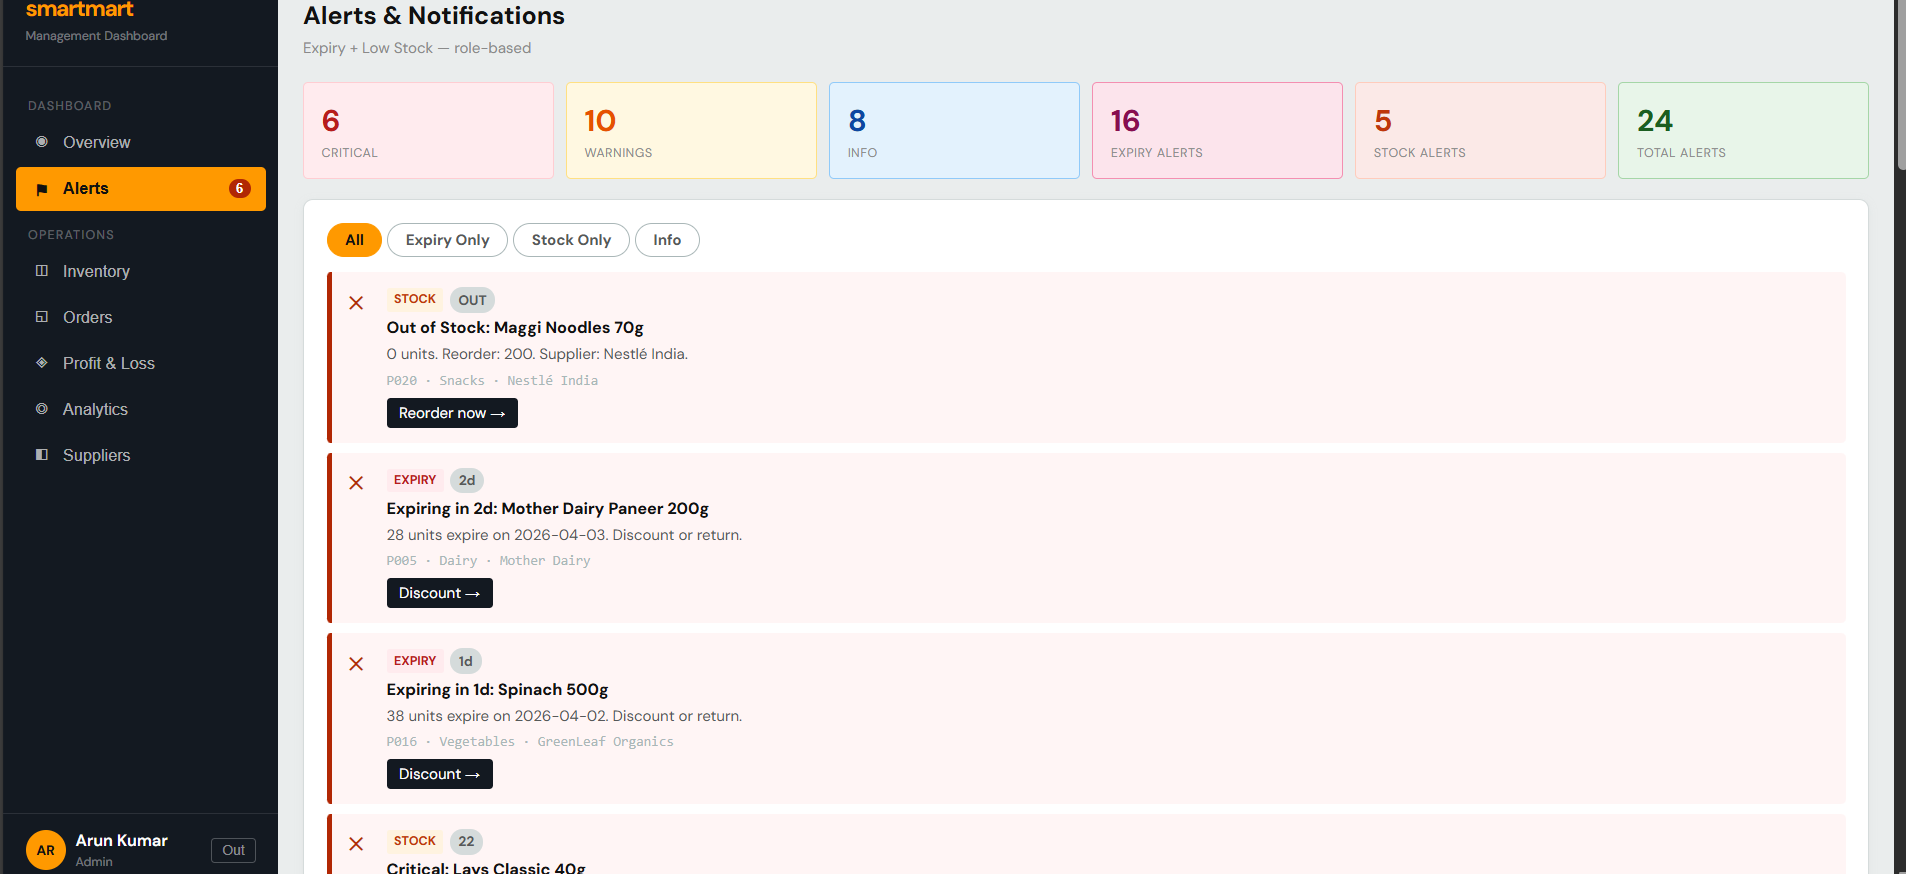 smartmart
Management Dashboard
DASHBOARD
Overview
Alerts 6
OPERATIONS
Inventory
Orders
Profit & Loss
Analytics
Suppliers
AR
Arun Kumar
Admin
Out
Alerts & Notifications
Expiry + Low Stock — role-based
6
CRITICAL
10
WARNINGS
8
INFO
16
EXPIRY ALERTS
5
STOCK ALERTS
24
TOTAL ALERTS
All Expiry Only Stock Only Info
STOCK OUT
Out of Stock: Maggi Noodles 70g
0 units. Reorder: 200. Supplier: Nestlé India.
P020 · Snacks · Nestlé India
Reorder now →
EXPIRY 2d
Expiring in 2d: Mother Dairy Paneer 200g
28 units expire on 2026-04-03. Discount or return.
P005 · Dairy · Mother Dairy
Discount →
EXPIRY 1d
Expiring in 1d: Spinach 500g
38 units expire on 2026-04-02. Discount or return.
P016 · Vegetables · GreenLeaf Organics
Discount →
STOCK 22
Critical: Lays Classic 40g